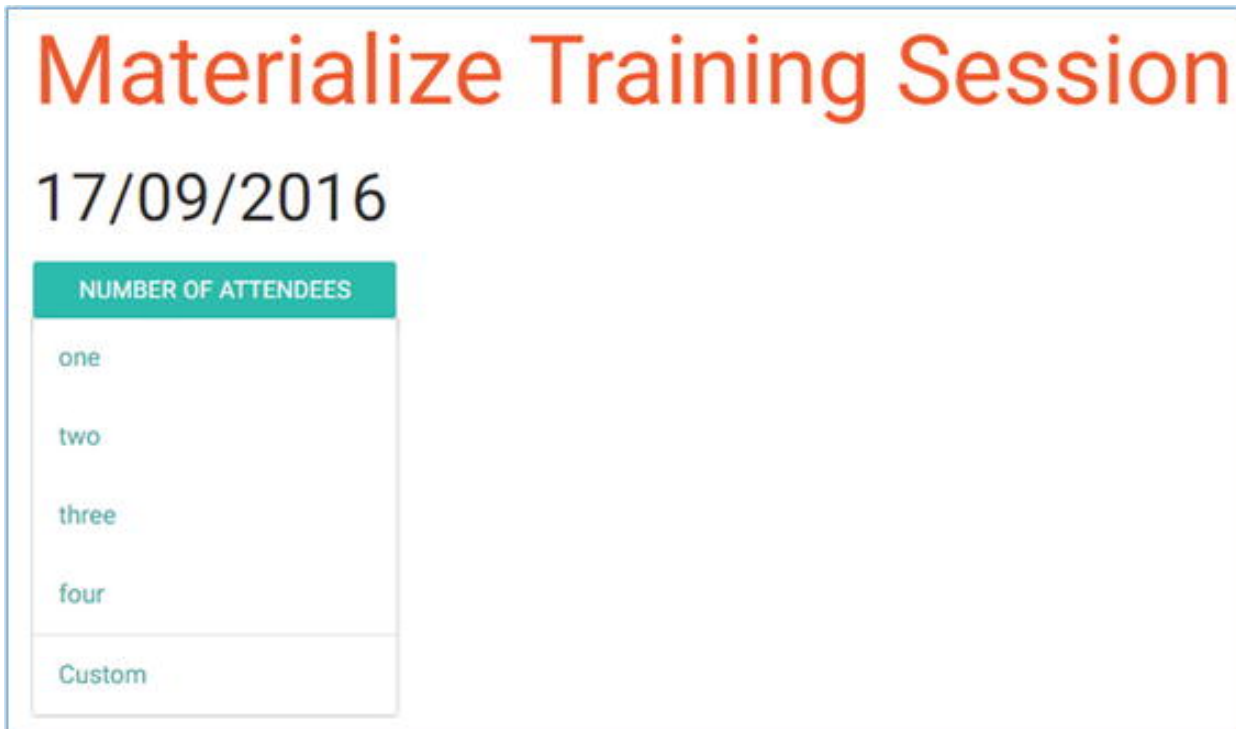 Materialize Training Session
17/09/2016
NUMBER OF ATTENDEES
one
two
three
four
Custom